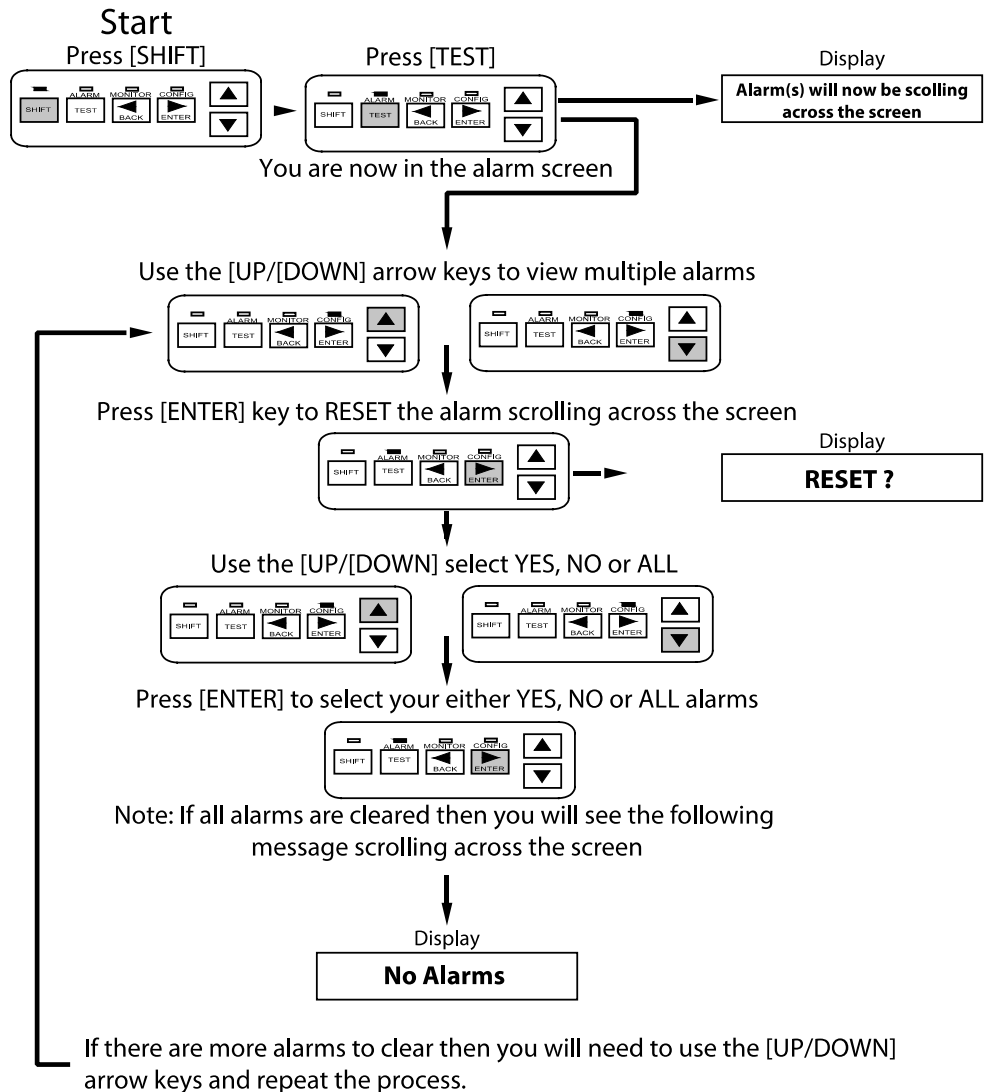 Start
Press [SHIFT]
Press [TEST]
Display
ALARM MONITOR CONFIG
SHIFT TEST BACK ENTER
ALARM MONITOR CONFIG
SHIFT TEST BACK ENTER
Alarm(s) will now be scolling
across the screen
You are now in the alarm screen
Use the [UP/[DOWN] arrow keys to view multiple alarms
ALARM MONITOR CONFIG
SHIFT TEST BACK ENTER
ALARM MONITOR CONFIG
SHIFT TEST BACK ENTER
Press [ENTER] key to RESET the alarm scrolling across the screen
ALARM MONITOR CONFIG
SHIFT TEST BACK ENTER
Display
RESET ?
Use the [UP/[DOWN] select YES, NO or ALL
ALARM MONITOR CONFIG
SHIFT TEST BACK ENTER
ALARM MONITOR CONFIG
SHIFT TEST BACK ENTER
Press [ENTER] to select your either YES, NO or ALL alarms
ALARM MONITOR CONFIG
SHIFT TEST BACK ENTER
Note: If all alarms are cleared then you will see the following
message scrolling across the screen
Display
No Alarms
If there are more alarms to clear then you will need to use the [UP/DOWN]
arrow keys and repeat the process.